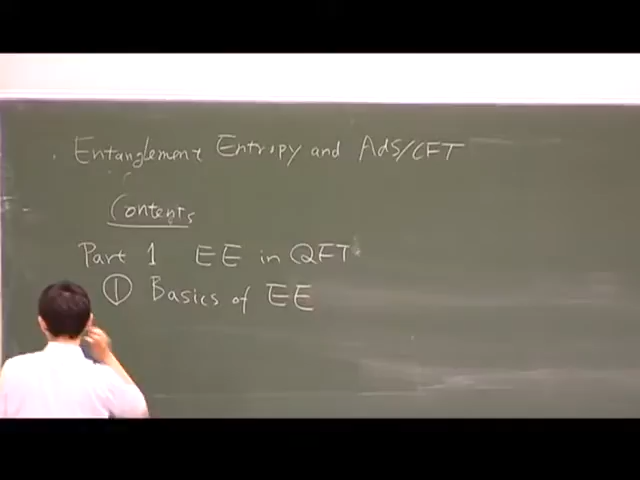 Entanglement Entropy and AdS/CFT
Contents
Part 1 EE in QFT
① Basics of EE